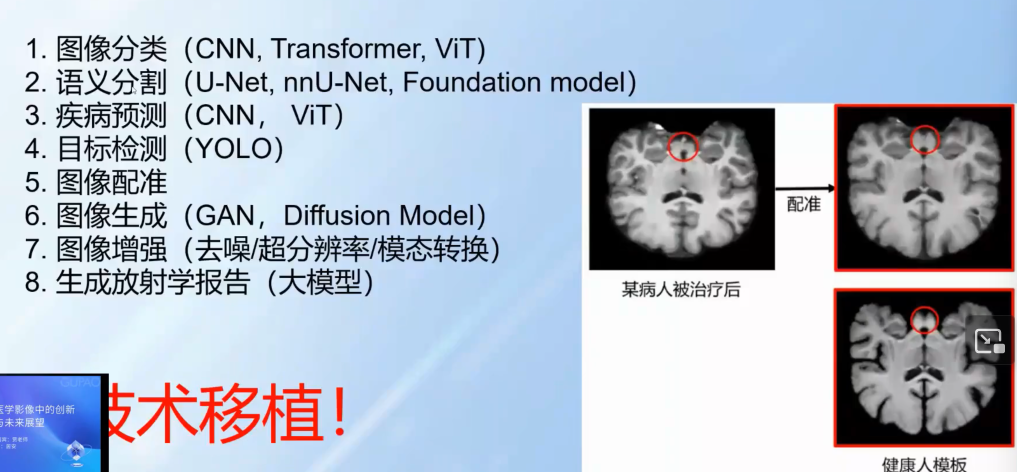 1. 图像分类（CNN, Transformer, ViT）
2. 语义分割（U-Net, nnU-Net, Foundation model）
3. 疾病预测（CNN， ViT）
4. 目标检测（YOLO）
5. 图像配准
6. 图像生成（GAN，Diffusion Model）
7. 图像增强（去噪/超分辨率/模态转换）
8. 生成放射学报告（大模型）
配准
某病人被治疗后
健康人模板
技术移植！
医学影像中的创新
与未来展望